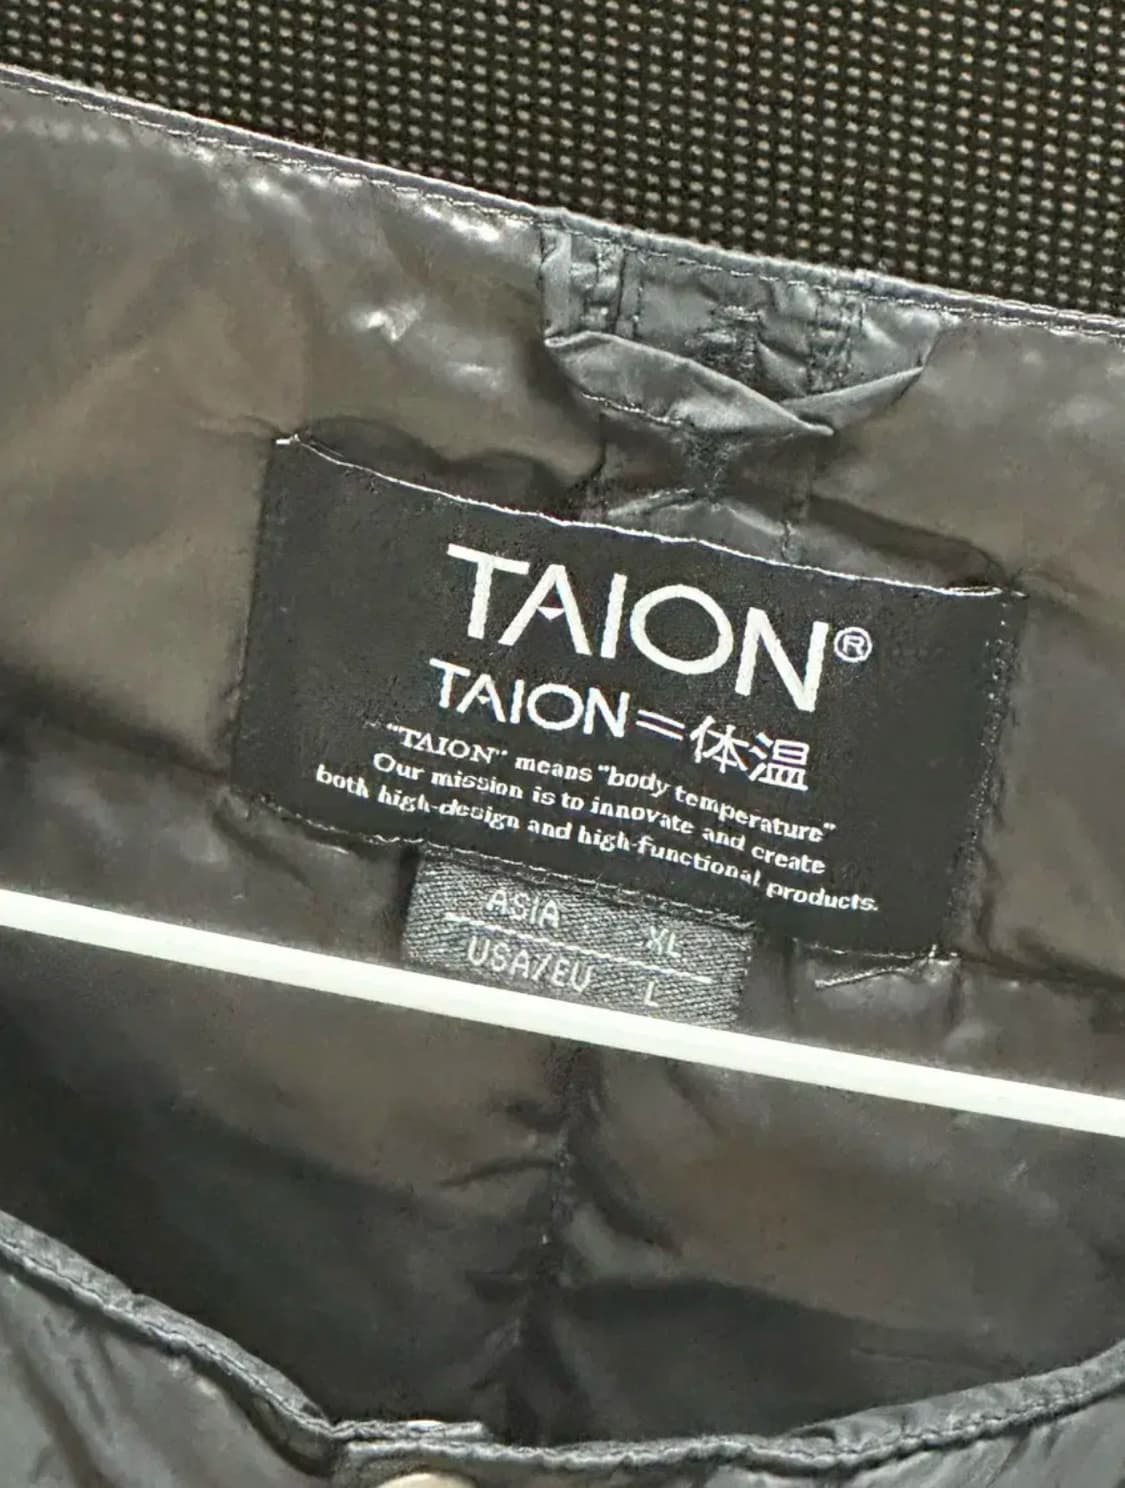 TAION®
TAION=体温
"TAION" means "body temperature"
Our mission is to innovate and create
both high-design and high-functional products.
ASIA XL
USA/EU L